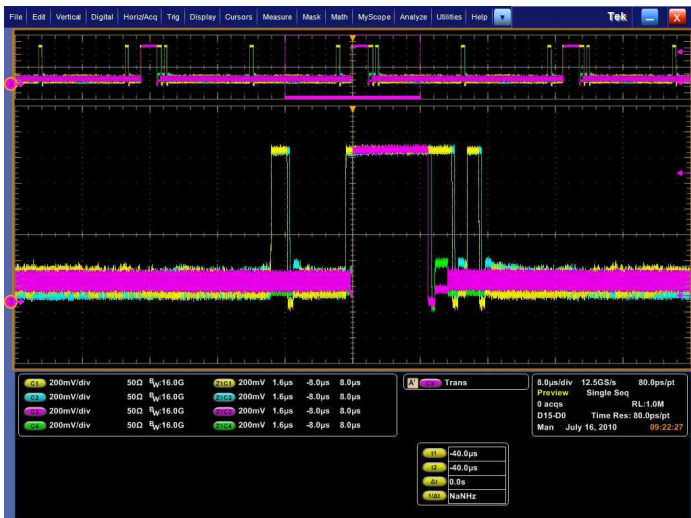 File Edit Vertical Digital Horiz/Acq Trig Display Cursors Measure Mask Math MyScope Analyze Utilities Help Tek
C1 200mV/div 50Ω BW:16.0G Z1C1 200mV 1.6µs -8.0µs 8.0µs
C2 200mV/div 50Ω BW:16.0G Z1C2 200mV 1.6µs -8.0µs 8.0µs
C3 200mV/div 50Ω BW:16.0G Z1C3 200mV 1.6µs -8.0µs 8.0µs
C4 200mV/div 50Ω BW:16.0G Z1C4 200mV 1.6µs -8.0µs 8.0µs
A' C3 Trans
8.0µs/div 12.5GS/s 80.0ps/pt
Preview Single Seq
0 acqs RL:1.0M
D15-D0 Time Res: 80.0ps/pt
Man July 16, 2010 09:22:27
t1 -40.0µs
t2 -40.0µs
Δt 0.0s
1/Δt NaNHz